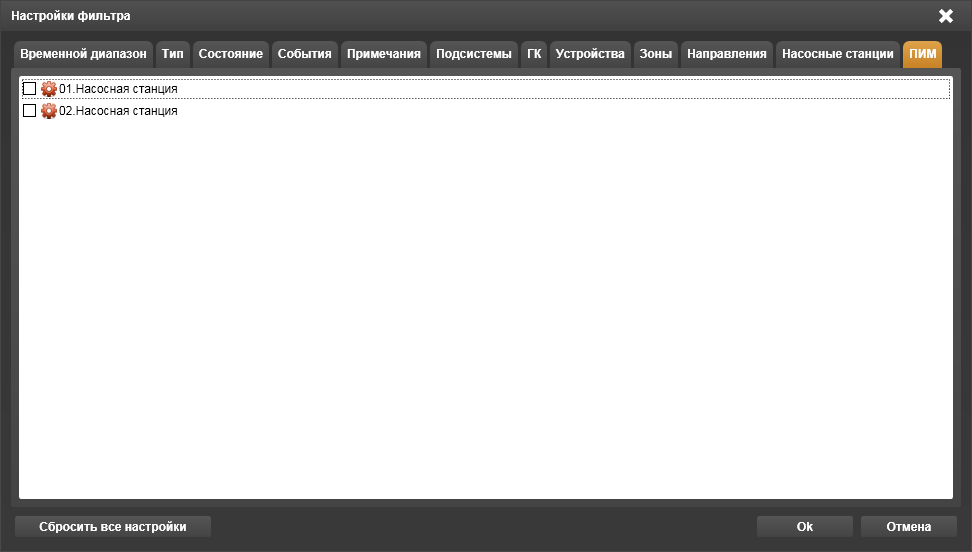 Настройки фильтра
Временной диапазон Тип Состояние События Примечания Подсистемы ГК Устройства Зоны Направления Насосные станции ПИМ
01.Насосная станция
02.Насосная станция
Сбросить все настройки Ok Отмена